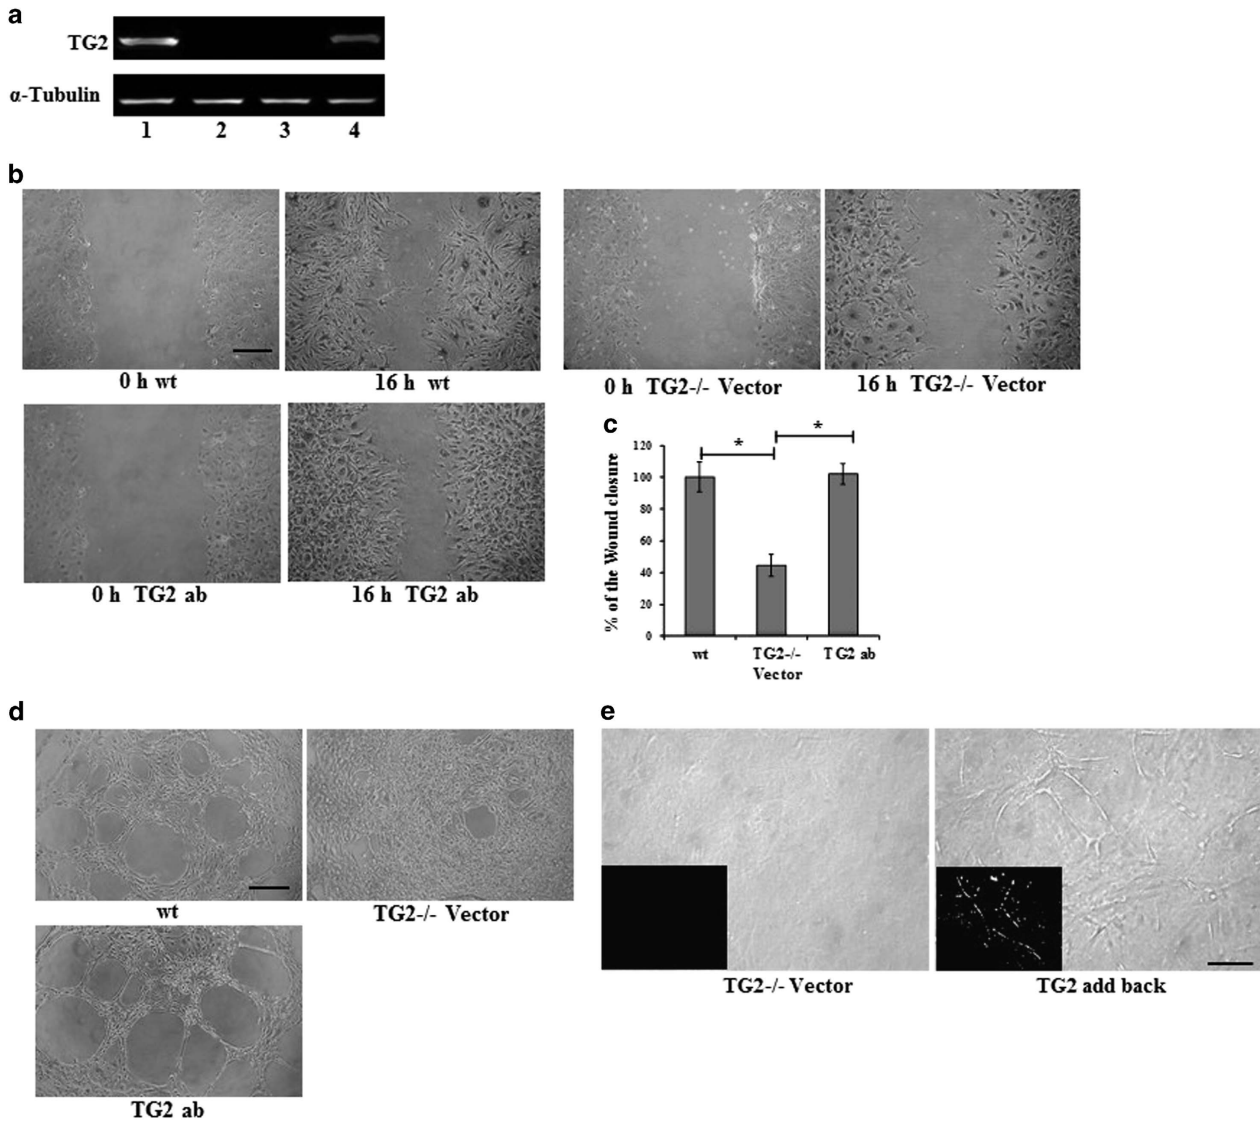 a
TG2
α-Tubulin
1 2 3 4
b
0 h wt
16 h wt
0 h TG2-/- Vector
16 h TG2-/- Vector
0 h TG2 ab
16 h TG2 ab
c
% of the Wound closure
120
100
80
60
40
20
0
*
*
wt
TG2-/-
Vector
TG2 ab
d
wt
TG2-/- Vector
TG2 ab
e
TG2-/- Vector
TG2 add back